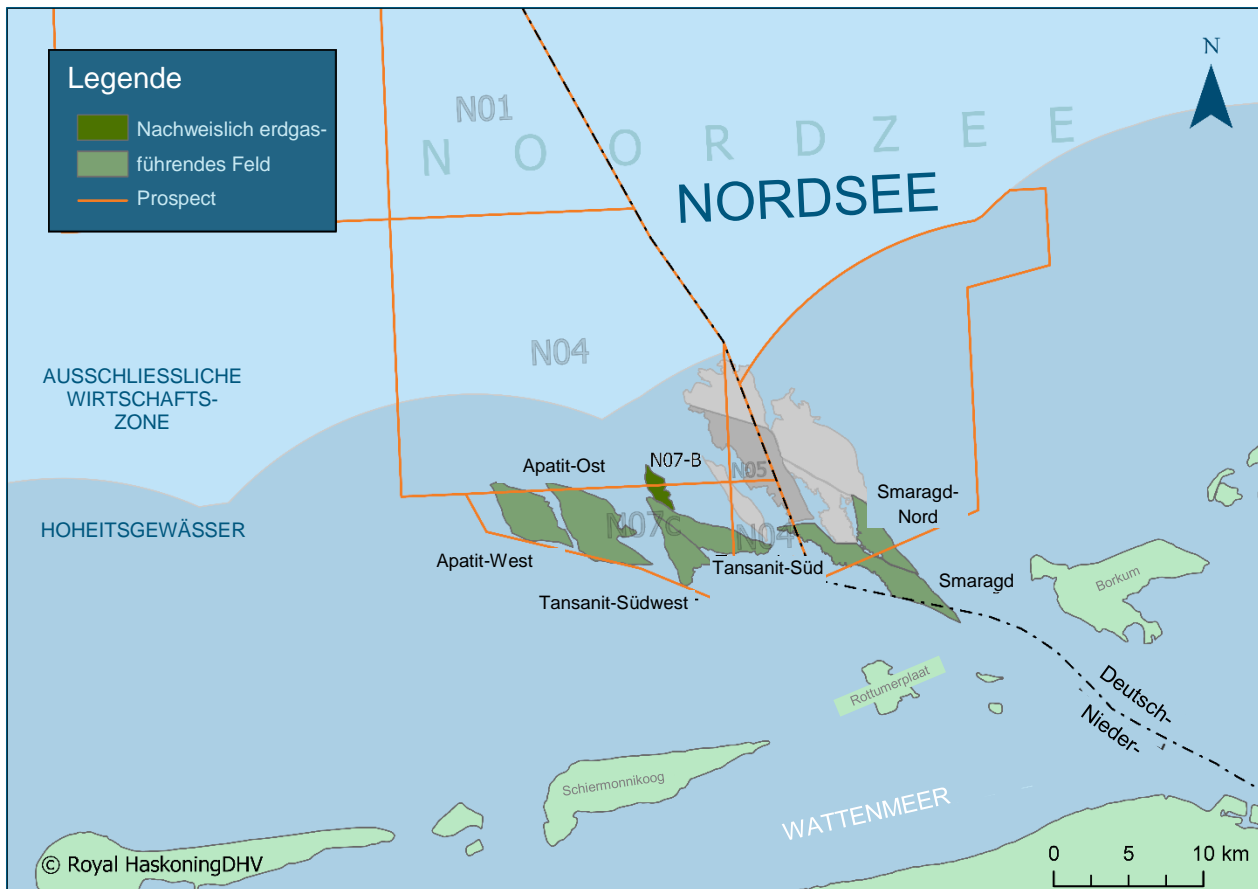 Legende
Nachweislich erdgas-
führendes Feld
Prospect
N
N01
NOORDZEE
NORDSEE
N04
AUSSCHLIESSLICHE
WIRTSCHAFTS-
ZONE
HOHEITSGEWÄSSER
Apatit-Ost
N07-B
N05
Smaragd-
Nord
N07c
N04
Apatit-West
Tansanit-Süd
Tansanit-Südwest
Smaragd
Borkum
Rottumerplaat
Deutsch-
Nieder-
Schiermonnikoog
WATTENMEER
© Royal HaskoningDHV
0 5 10 km